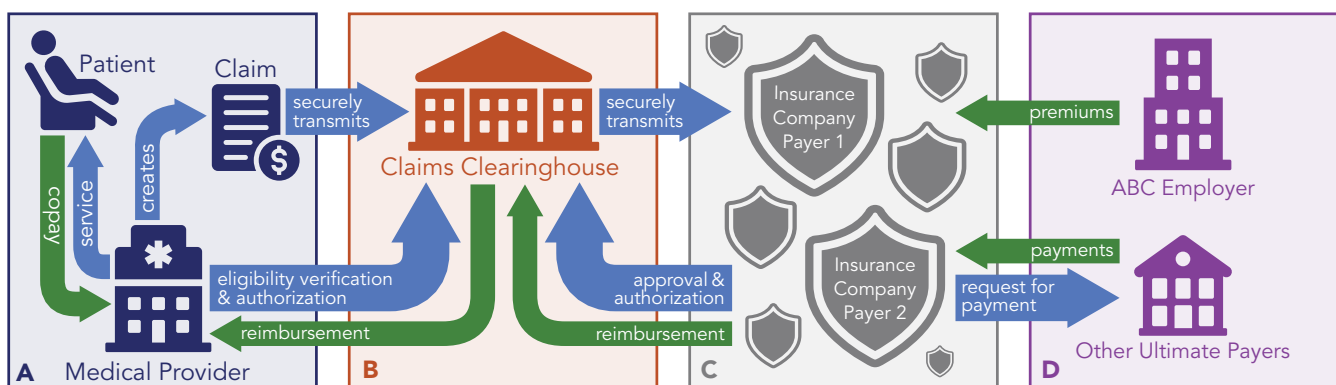 Patient
Claim
$
copay
service
creates
securely
transmits
eligibility verification
& authorization
reimbursement
Medical Provider
A
Claims Clearinghouse
securely
transmits
approval &
authorization
reimbursement
B
Insurance
Company
Payer 1
Insurance
Company
Payer 2
C
premiums
ABC Employer
payments
request for
payment
Other Ultimate Payers
D